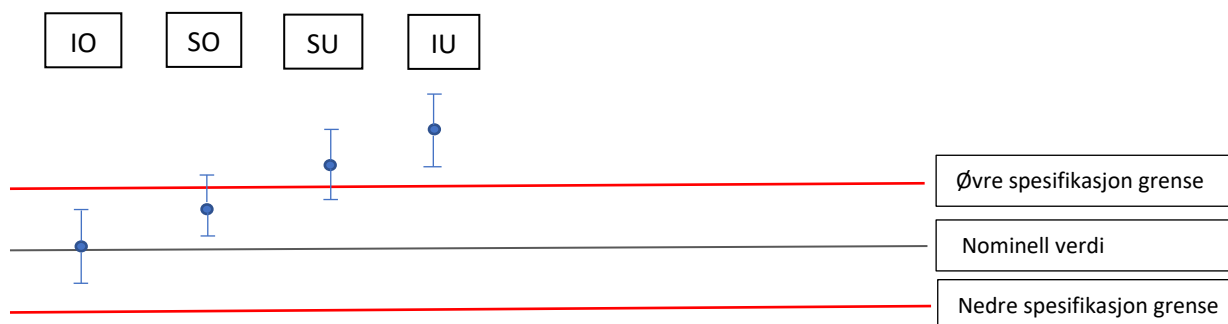 IO
SO
SU
IU
Øvre spesifikasjon grense
Nominell verdi
Nedre spesifikasjon grense